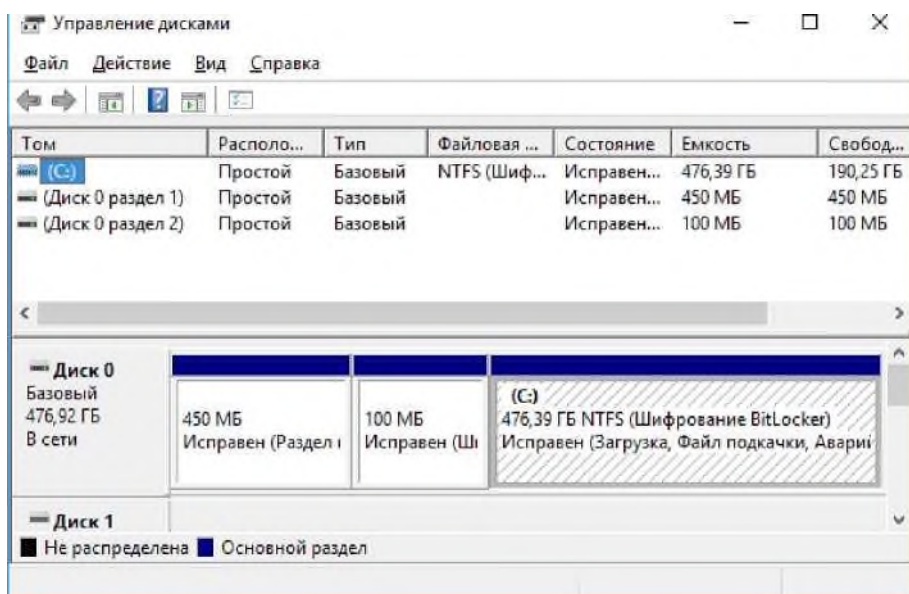 Управление дисками
Файл Действие Вид Справка
Том Располо... Тип Файловая ... Состояние Емкость Свобод...
(C:) Простой Базовый NTFS (Шиф... Исправен... 476,39 ГБ 190,25 ГБ
(Диск 0 раздел 1) Простой Базовый Исправен... 450 МБ 450 МБ
(Диск 0 раздел 2) Простой Базовый Исправен... 100 МБ 100 МБ
Диск 0
Базовый
476,92 ГБ
В сети
450 МБ
Исправен (Раздел
100 МБ
Исправен (Ши
(C:)
476,39 ГБ NTFS (Шифрование BitLocker)
Исправен (Загрузка, Файл подкачки, Аварий
Диск 1
Не распределена Основной раздел